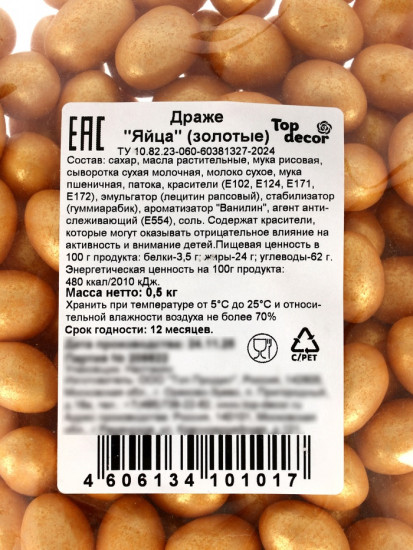 EAC
Драже
"Яйца" (золотые)
Top decor
ТУ 10.82.23-060-60381327-2024
Состав: сахар, масла растительные, мука рисовая,
сыворотка сухая молочная, молоко сухое, мука
пшеничная, патока, красители (Е102, Е124, Е171,
Е172), эмульгатор (лецитин рапсовый), стабилизатор
(гуммиарабик), ароматизатор "Ванилин", агент анти-
слеживающий (Е554), соль. Содержат красители,
которые могут оказывать отрицательное влияние на
активность и внимание детей.Пищевая ценность в
100 г продукта: белки-3,5 г; жиры-24 г; углеводы-62 г.
Энергетическая ценность на 100г продукта:
480 ккал/2010 кДж.
Масса нетто: 0,5 кг
Хранить при температуре от 5°С до 25°С и относи-
тельной влажности воздуха не более 70%
Срок годности: 12 месяцев.
C/PET
4 606134 101017